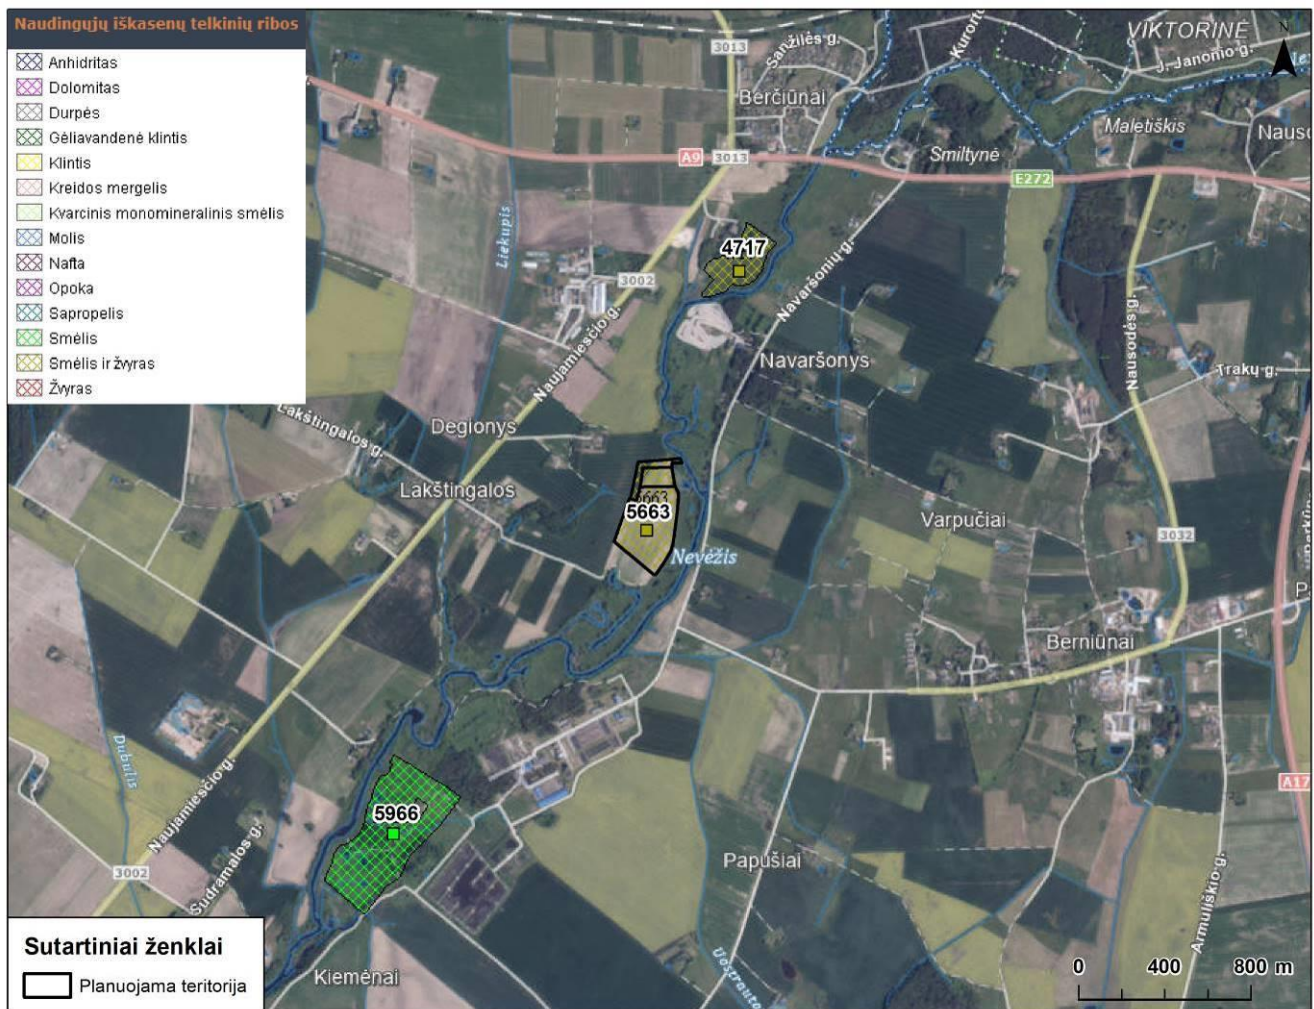 Naudingųjų iškasenų telkinių ribos
Anhidritas
Dolomitas
Durpės
Gėliavandenė klintis
Klintis
Kreidos mergelis
Kvarcinis monomineralinis smėlis
Molis
Nafta
Opoka
Sapropelis
Smėlis
Smėlis ir žvyras
Žvyras
3013
Sanžilės g.
VIKTORINĖ
J. Janonio g.
N
Berčiūnai
Maletiškis
Smiltynė
A9
3013
E272
Liekupis
4717
Navaršonių g.
3002
Naujamiesčio g.
Navaršonys
Nausodės g.
Trakų g.
Lakštingalos g.
Degionys
Lakštingalos
5663
5663
Varpučiai
3032
Nevėžis
Berniūnai
Dubulis
A17
Naujamiesčio g.
5966
Papušiai
3002
Sudramalos g.
Armuliškio g.
Sutartiniai ženklai
Planuojama teritorija
Kiemėnai
0 400 800 m